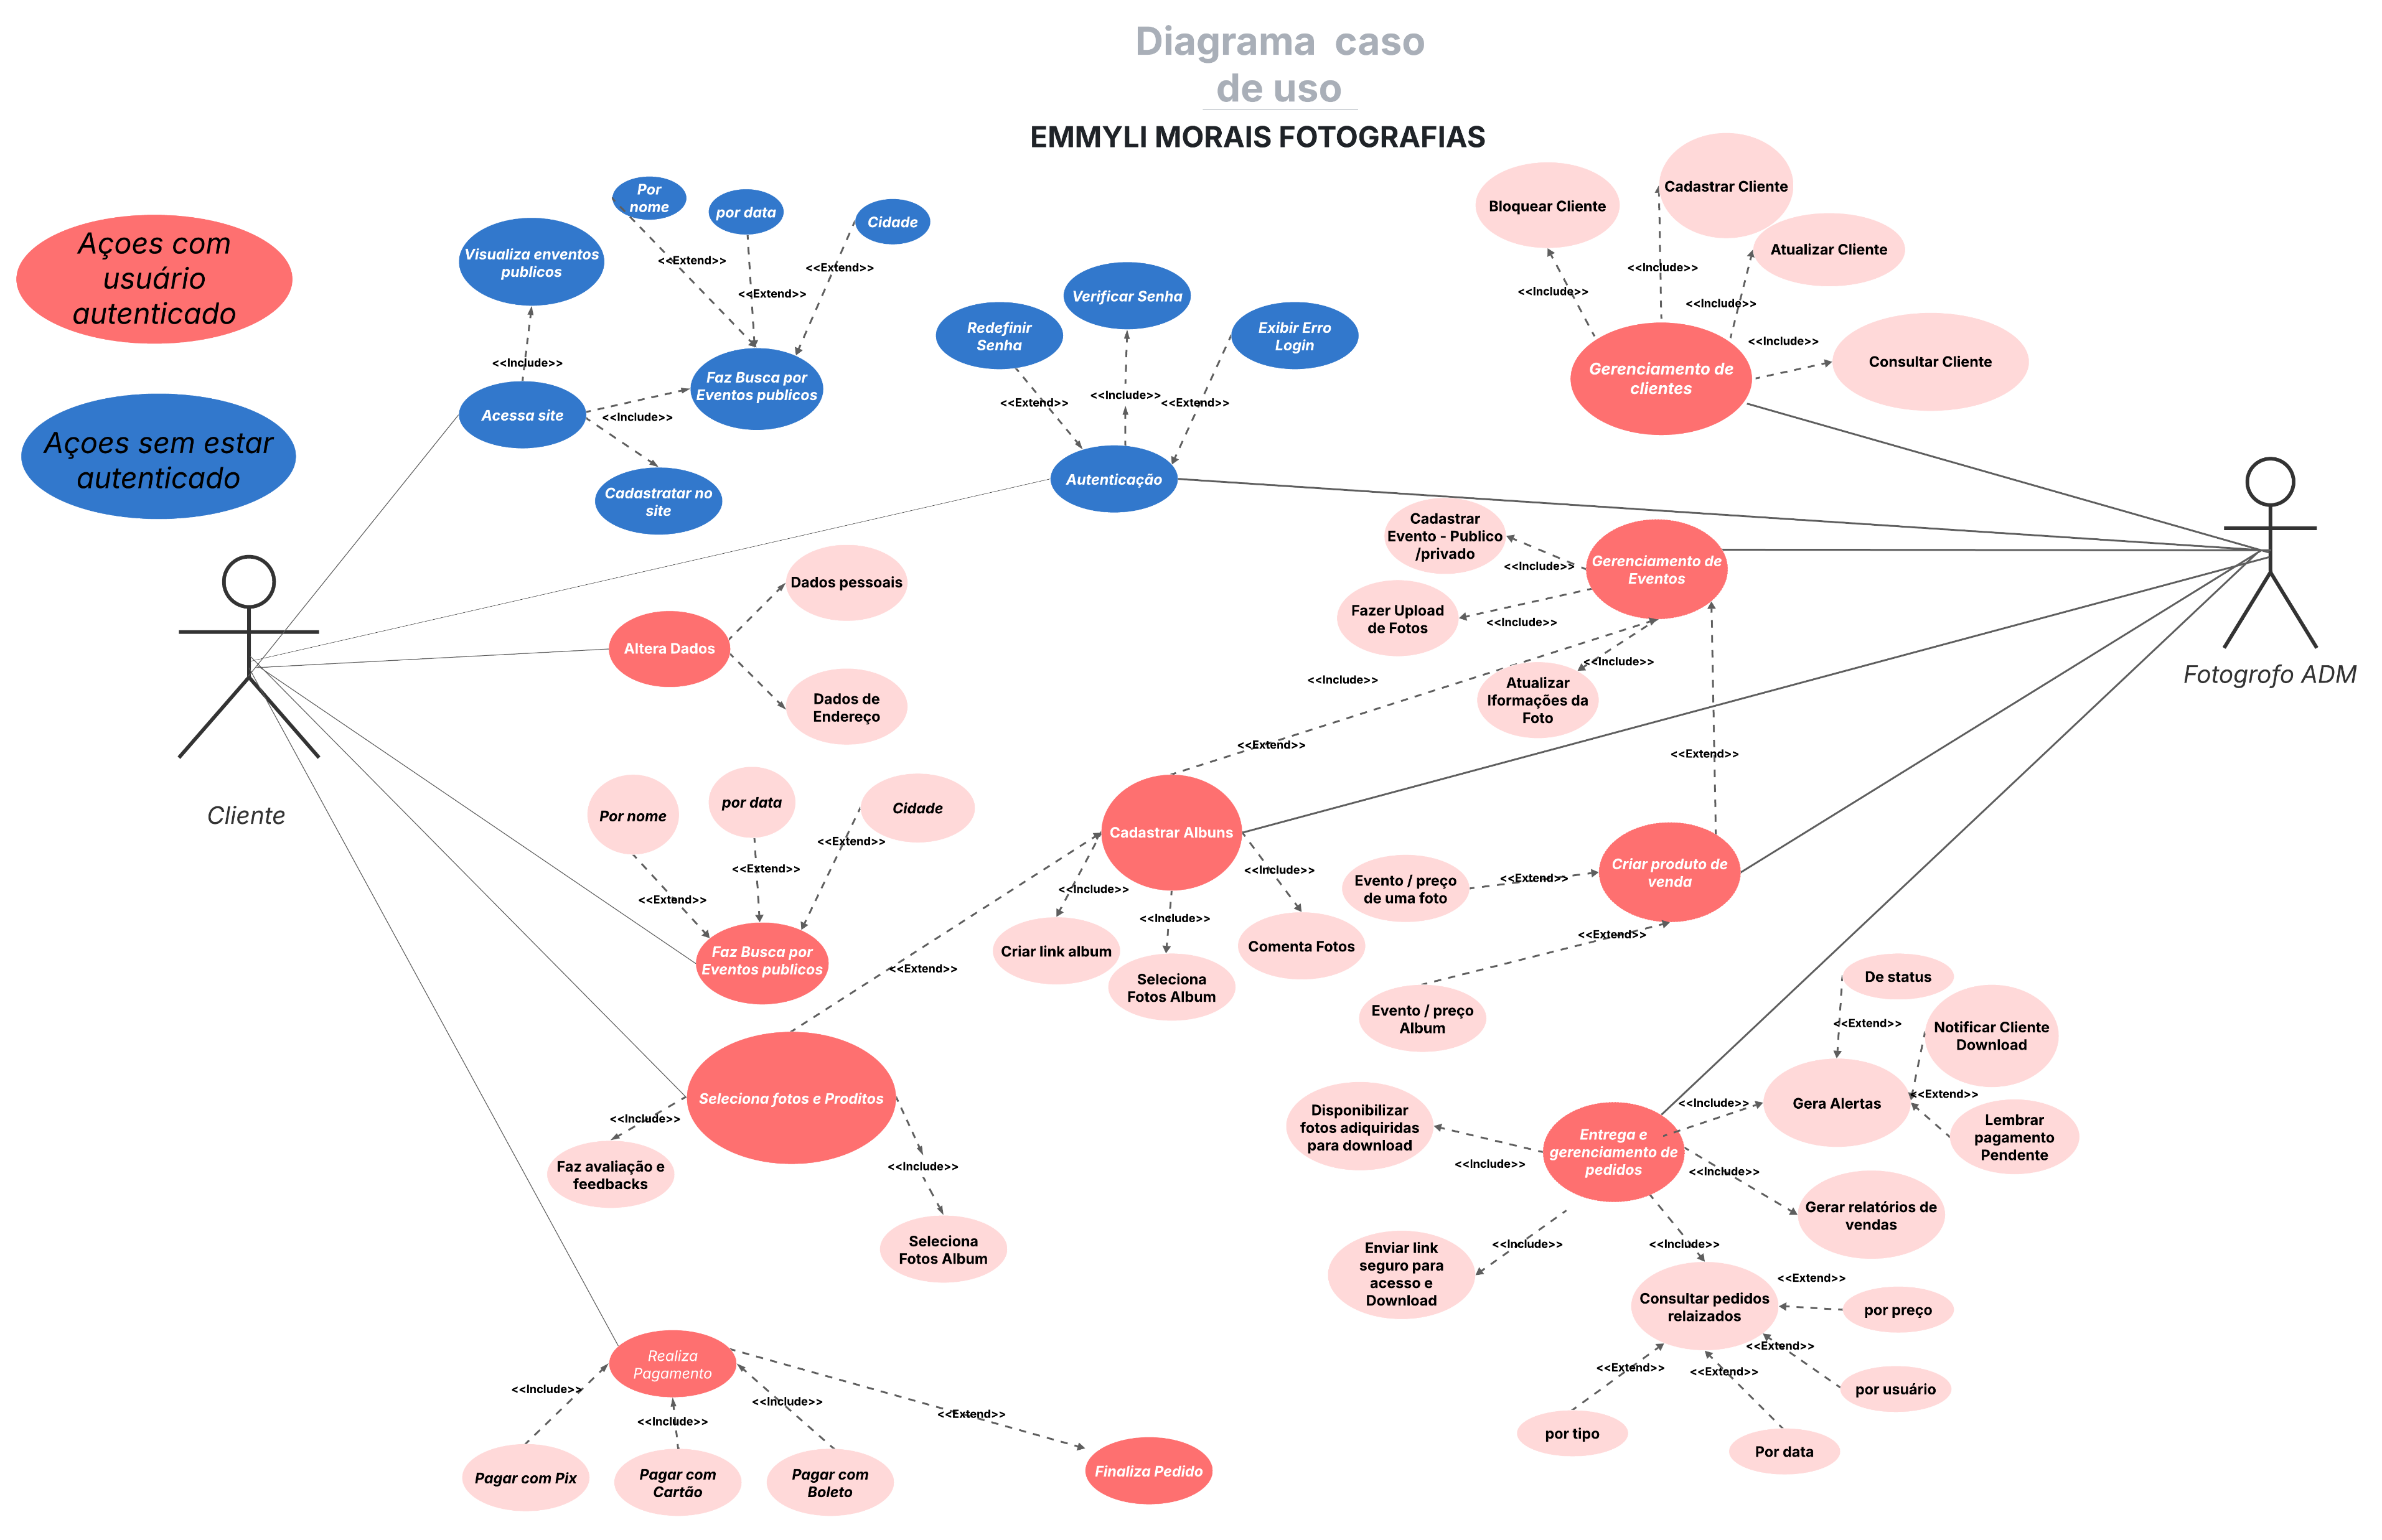 Diagrama caso
de uso
EMMYLI MORAIS FOTOGRAFIAS
Açoes com
usuário
autenticado
Açoes sem estar
autenticado
Cliente
Fotogrofo ADM
Visualiza enventos
publicos
<<Include>>
Acessa site
<<Include>>
Por
nome
por data
Cidade
<<Extend>>
<<Extend>>
<<Extend>>
Faz Busca por
Eventos publicos
Cadastratar no
site
Redefinir
Senha
Verificar Senha
Exibir Erro
Login
<<Extend>>
<<Include>>
<<Extend>>
Autenticação
Bloquear Cliente
Cadastrar Cliente
Atualizar Cliente
Consultar Cliente
<<Include>>
<<Include>>
<<Include>>
<<Include>>
Gerenciamento de
clientes
Cadastrar
Evento - Publico
/privado
<<Include>>
Gerenciamento de
Eventos
Fazer Upload
de Fotos
<<Include>>
<<Include>>
Atualizar
Iformações da
Foto
<<Include>>
<<Extend>>
<<Extend>>
Altera Dados
Dados pessoais
Dados de
Endereço
Por nome
por data
Cidade
<<Extend>>
<<Extend>>
<<Extend>>
Faz Busca por
Eventos publicos
Cadastrar Albuns
<<Include>>
<<Include>>
<<Include>>
Criar link album
Seleciona
Fotos Album
Comenta Fotos
<<Extend>>
Criar produto de
venda
Evento / preço
de uma foto
<<Extend>>
<<Extend>>
Evento / preço
Album
Seleciona fotos e Proditos
<<Include>>
Faz avaliação e
feedbacks
<<Include>>
Seleciona
Fotos Album
De status
<<Extend>>
Notificar Cliente
Download
Gera Alertas
<<Extend>>
Lembrar
pagamento
Pendente
<<Include>>
Entrega e
gerenciamento de
pedidos
Disponibilizar
fotos adiquiridas
para download
<<Include>>
<<Include>>
Gerar relatórios de
vendas
Enviar link
seguro para
acesso e
Download
<<Include>>
<<Include>>
Consultar pedidos
relaizados
<<Extend>>
por preço
<<Extend>>
por usuário
<<Extend>>
<<Extend>>
por tipo
Por data
Realiza
Pagamento
<<Include>>
<<Include>>
<<Include>>
<<Extend>>
Pagar com Pix
Pagar com
Cartão
Pagar com
Boleto
Finaliza Pedido